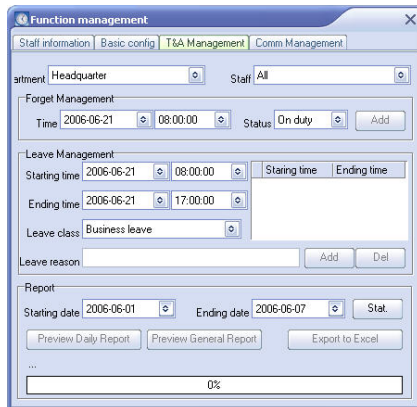 Function management
Staff information Basic config T&A Management Comm Management
artment Headquarter Staff All
Forget Management
Time 2006-06-21 08:00:00 Status On duty Add
Leave Management
Starting time 2006-06-21 08:00:00 Staring time Ending time
Ending time 2006-06-21 17:00:00
Leave class Business leave
Leave reason Add Del
Report
Starting date 2006-06-01 Ending date 2006-06-07 Stat.
Preview Daily Report Preview General Report Export to Excel
...
0%